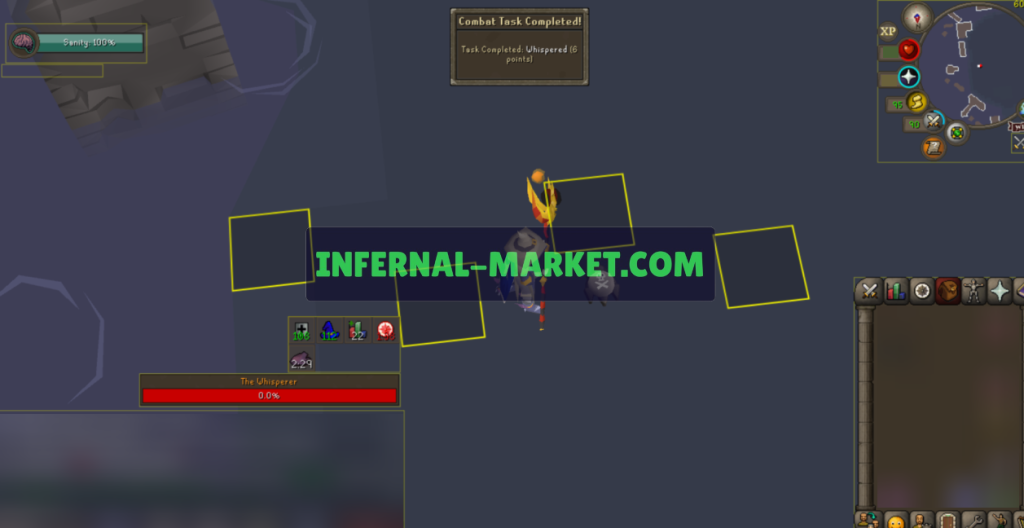 60
Combat Task Completed!
Task Completed: Whispered (6
points)
Sanity: 100%
XP
95
90
INFERNAL-MARKET.COM
112
22
2:29
The Whisperer
0.0%